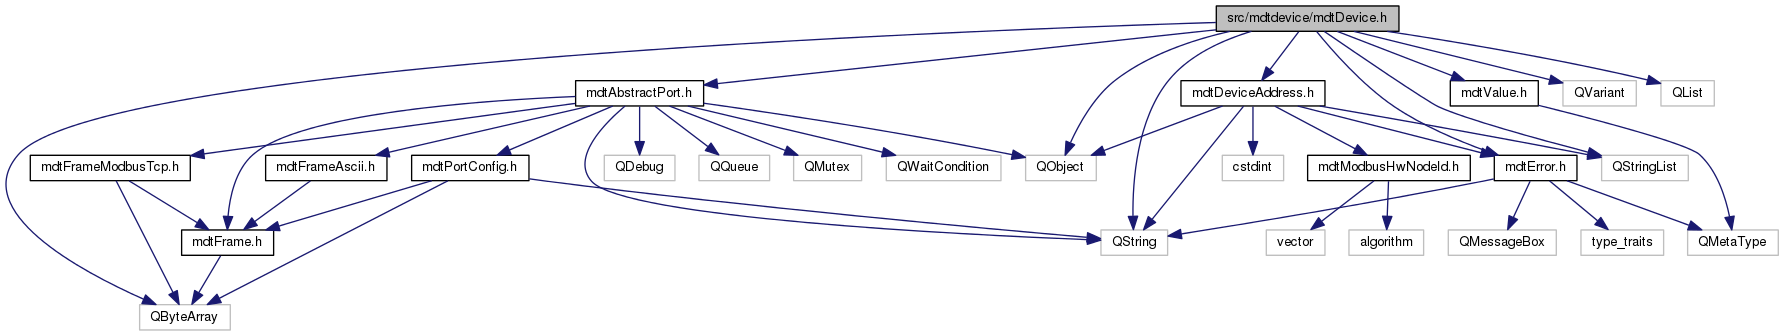 src/mdtdevice/mdtDevice.h
mdtAbstractPort.h
mdtDeviceAddress.h
mdtValue.h
QVariant
QList
mdtFrameModbusTcp.h
mdtFrameAscii.h
mdtPortConfig.h
QDebug
QQueue
QMutex
QWaitCondition
QObject
cstdint
mdtModbusHwNodeId.h
mdtError.h
QStringList
mdtFrame.h
QString
vector
algorithm
QMessageBox
type_traits
QMetaType
QByteArray